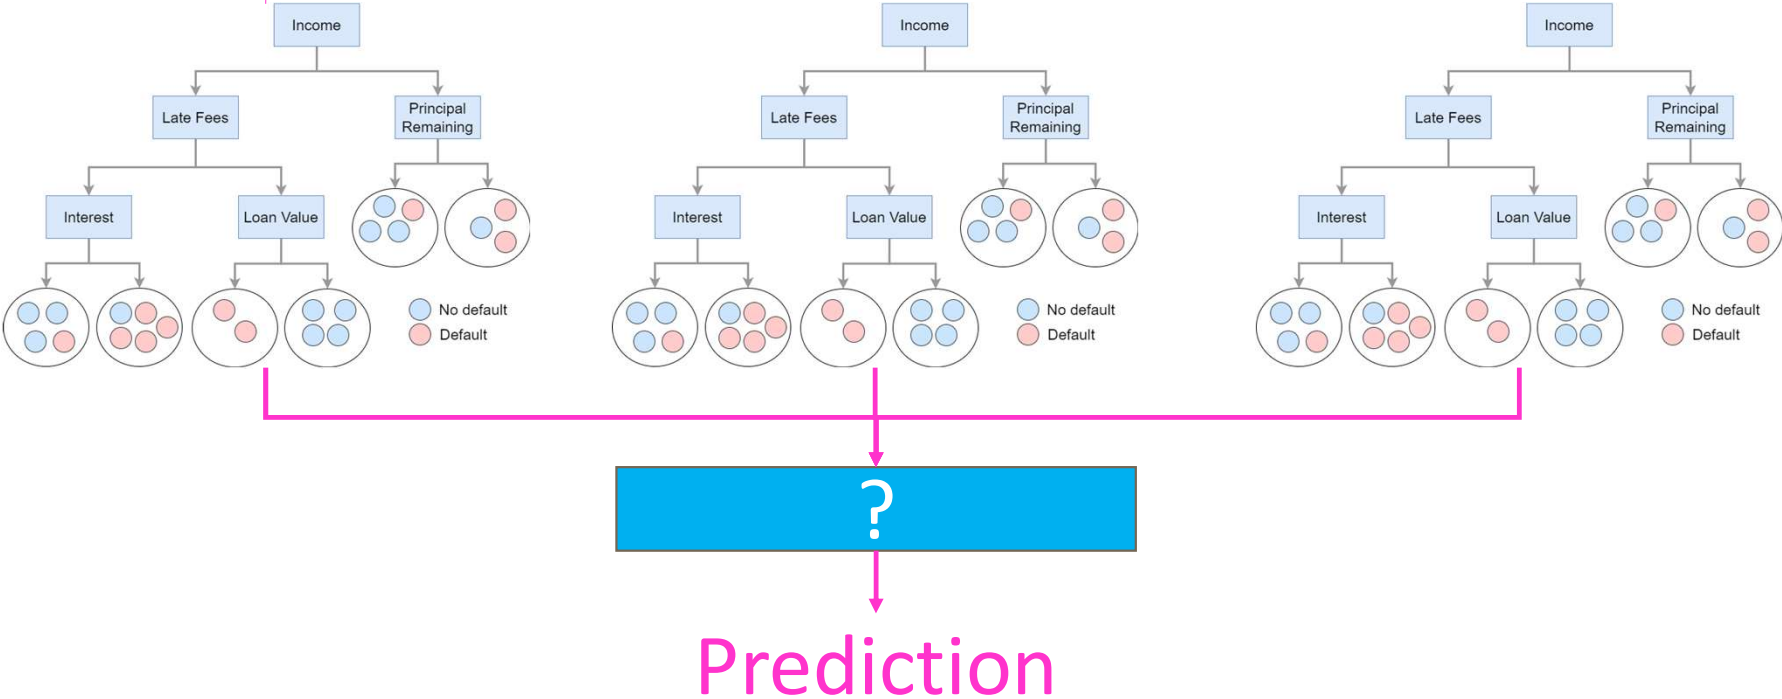 Income
Late Fees
Principal
Remaining
Interest
Loan Value
No default
Default
Income
Late Fees
Principal
Remaining
Interest
Loan Value
No default
Default
Income
Late Fees
Principal
Remaining
Interest
Loan Value
No default
Default
?
Prediction